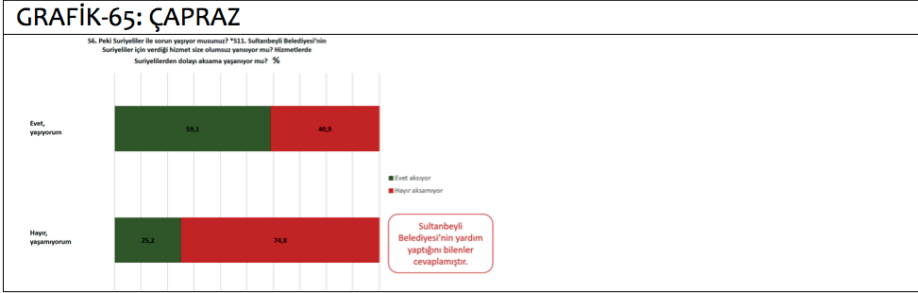 GRAFİK-65: ÇAPRAZ
S6. Peki Suriyeliler ile sorun yaşıyor musunuz? *S11. Sultanbeyli Belediyesi'nin
Suriyeliler için verdiği hizmet size olumsuz yansıyor mu? Hizmetlerde
Suriyelilerden dolayı aksama yaşanıyor mu? %
Evet,
yaşıyorum
59,1
40,9
Evet aksıyor
Hayır aksamıyor
Hayır,
yaşamıyorum
25,2
74,8
Sultanbeyli
Belediyesi'nin yardım
yaptığını bilenler
cevaplamıştır.